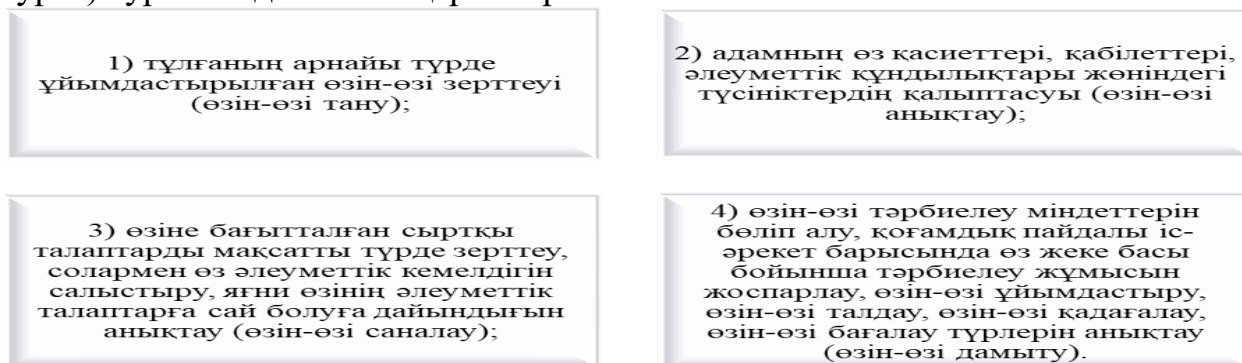 1) тұлғаның арнайы түрде
ұйымдастырылған өзін-өзі зерттеуі
(өзін-өзі тану);
2) адамның өз қасиеттері, қабілеттері,
әлеуметтік құндылықтары жөніндегі
түсініктердің қалыптасуы (өзін-өзі
анықтау);
3) өзіне бағытталған сыртқы
талаптарды мақсатты түрде зерттеу,
солармен өз әлеуметтік кемелдігін
салыстыру, яғни өзінің әлеуметтік
талаптарға сай болуға дайындығын
анықтау (өзін-өзі саналау);
4) өзін-өзі тәрбиелеу міндеттерін
бөліп алу, қоғамдық пайдалы іс-
әрекет барысында өз жеке басы
бойынша тәрбиелеу жұмысын
жоспарлау, өзін-өзі ұйымдастыру,
өзін-өзі талдау, өзін-өзі қадағалау,
өзін-өзі бағалау түрлерін анықтау
(өзін-өзі дамыту).